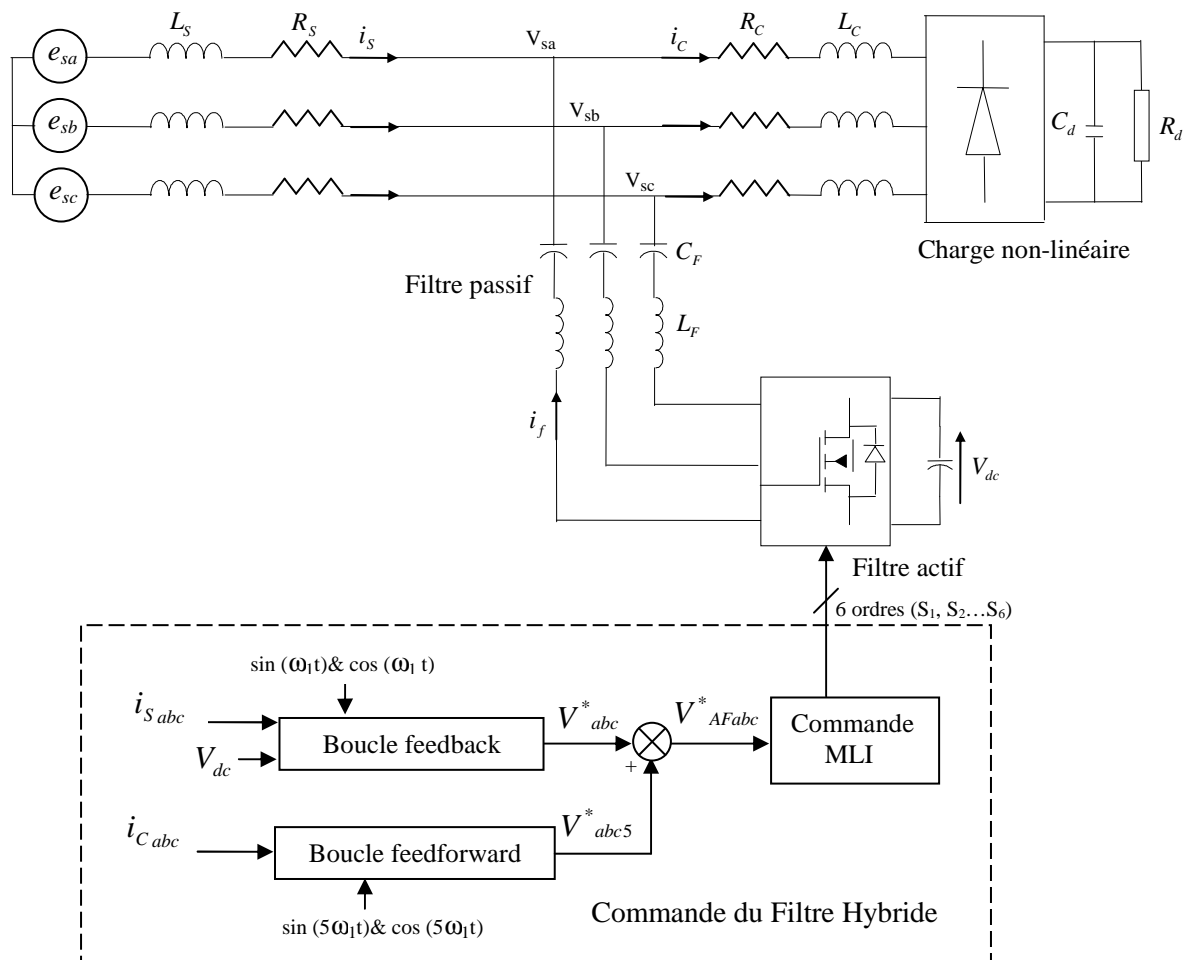 L_S R_S i_S V_sa i_C R_C L_C
e_sa
e_sb V_sb C_d R_d
e_sc V_sc
C_F Charge non-linéaire
Filtre passif
L_F
i_f V_dc
Filtre actif
6 ordres (S_1, S_2…S_6)
sin (ω_1t)& cos (ω_1 t)
i_S abc V^*_abc V^*_AFabc Commande
Boucle feedback MLI
V_dc +
i_C abc V^*_abc5
Boucle feedforward
sin (5ω_1t)& cos (5ω_1t) Commande du Filtre Hybride